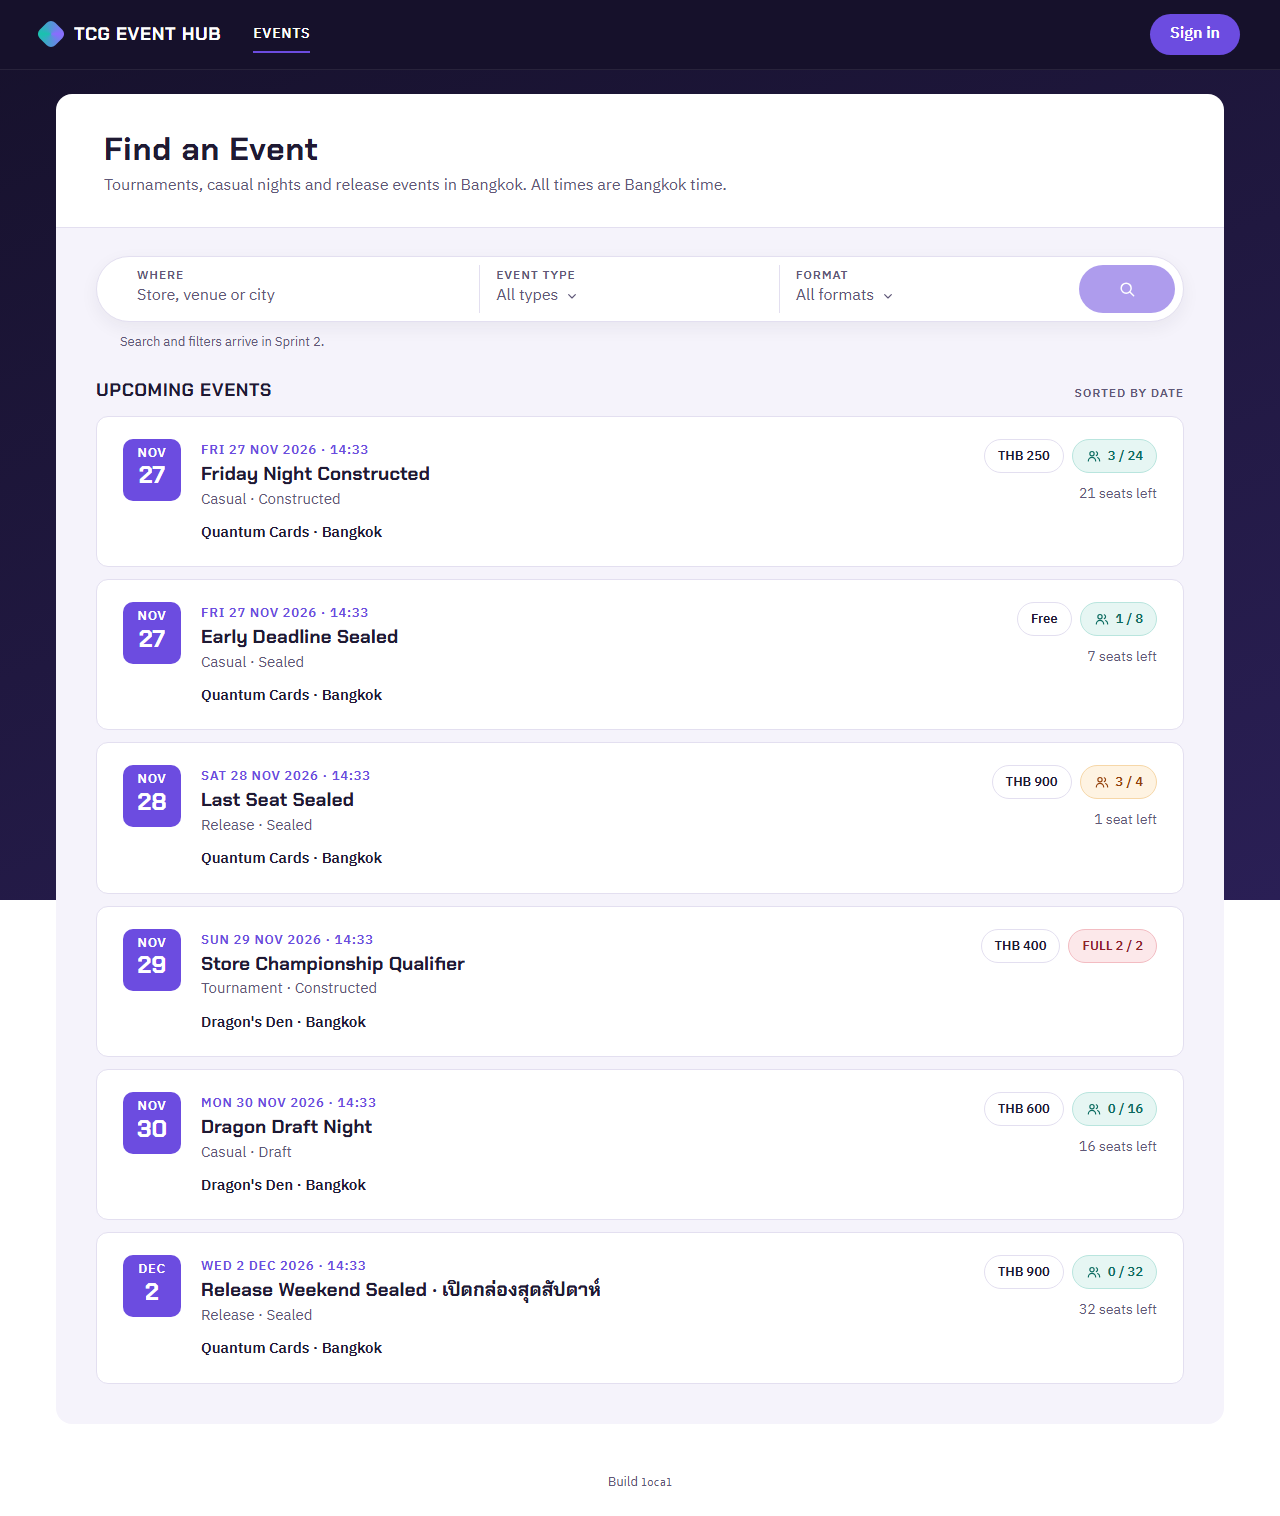 TCG EVENT HUB
EVENTS
Sign in
Find an Event
Tournaments, casual nights and release events in Bangkok. All times are Bangkok time.
WHERE
Store, venue or city
EVENT TYPE
All types
FORMAT
All formats
Search and filters arrive in Sprint 2.
UPCOMING EVENTS
SORTED BY DATE
NOV
27
FRI 27 NOV 2026 · 14:33
Friday Night Constructed
Casual · Constructed
Quantum Cards · Bangkok
THB 250
3 / 24
21 seats left
NOV
27
FRI 27 NOV 2026 · 14:33
Early Deadline Sealed
Casual · Sealed
Quantum Cards · Bangkok
Free
1 / 8
7 seats left
NOV
28
SAT 28 NOV 2026 · 14:33
Last Seat Sealed
Release · Sealed
Quantum Cards · Bangkok
THB 900
3 / 4
1 seat left
NOV
29
SUN 29 NOV 2026 · 14:33
Store Championship Qualifier
Tournament · Constructed
Dragon's Den · Bangkok
THB 400
FULL 2 / 2
NOV
30
MON 30 NOV 2026 · 14:33
Dragon Draft Night
Casual · Draft
Dragon's Den · Bangkok
THB 600
0 / 16
16 seats left
DEC
2
WED 2 DEC 2026 · 14:33
Release Weekend Sealed · เปิดกล่องสุดสัปดาห์
Release · Sealed
Quantum Cards · Bangkok
THB 900
0 / 32
32 seats left
Build local